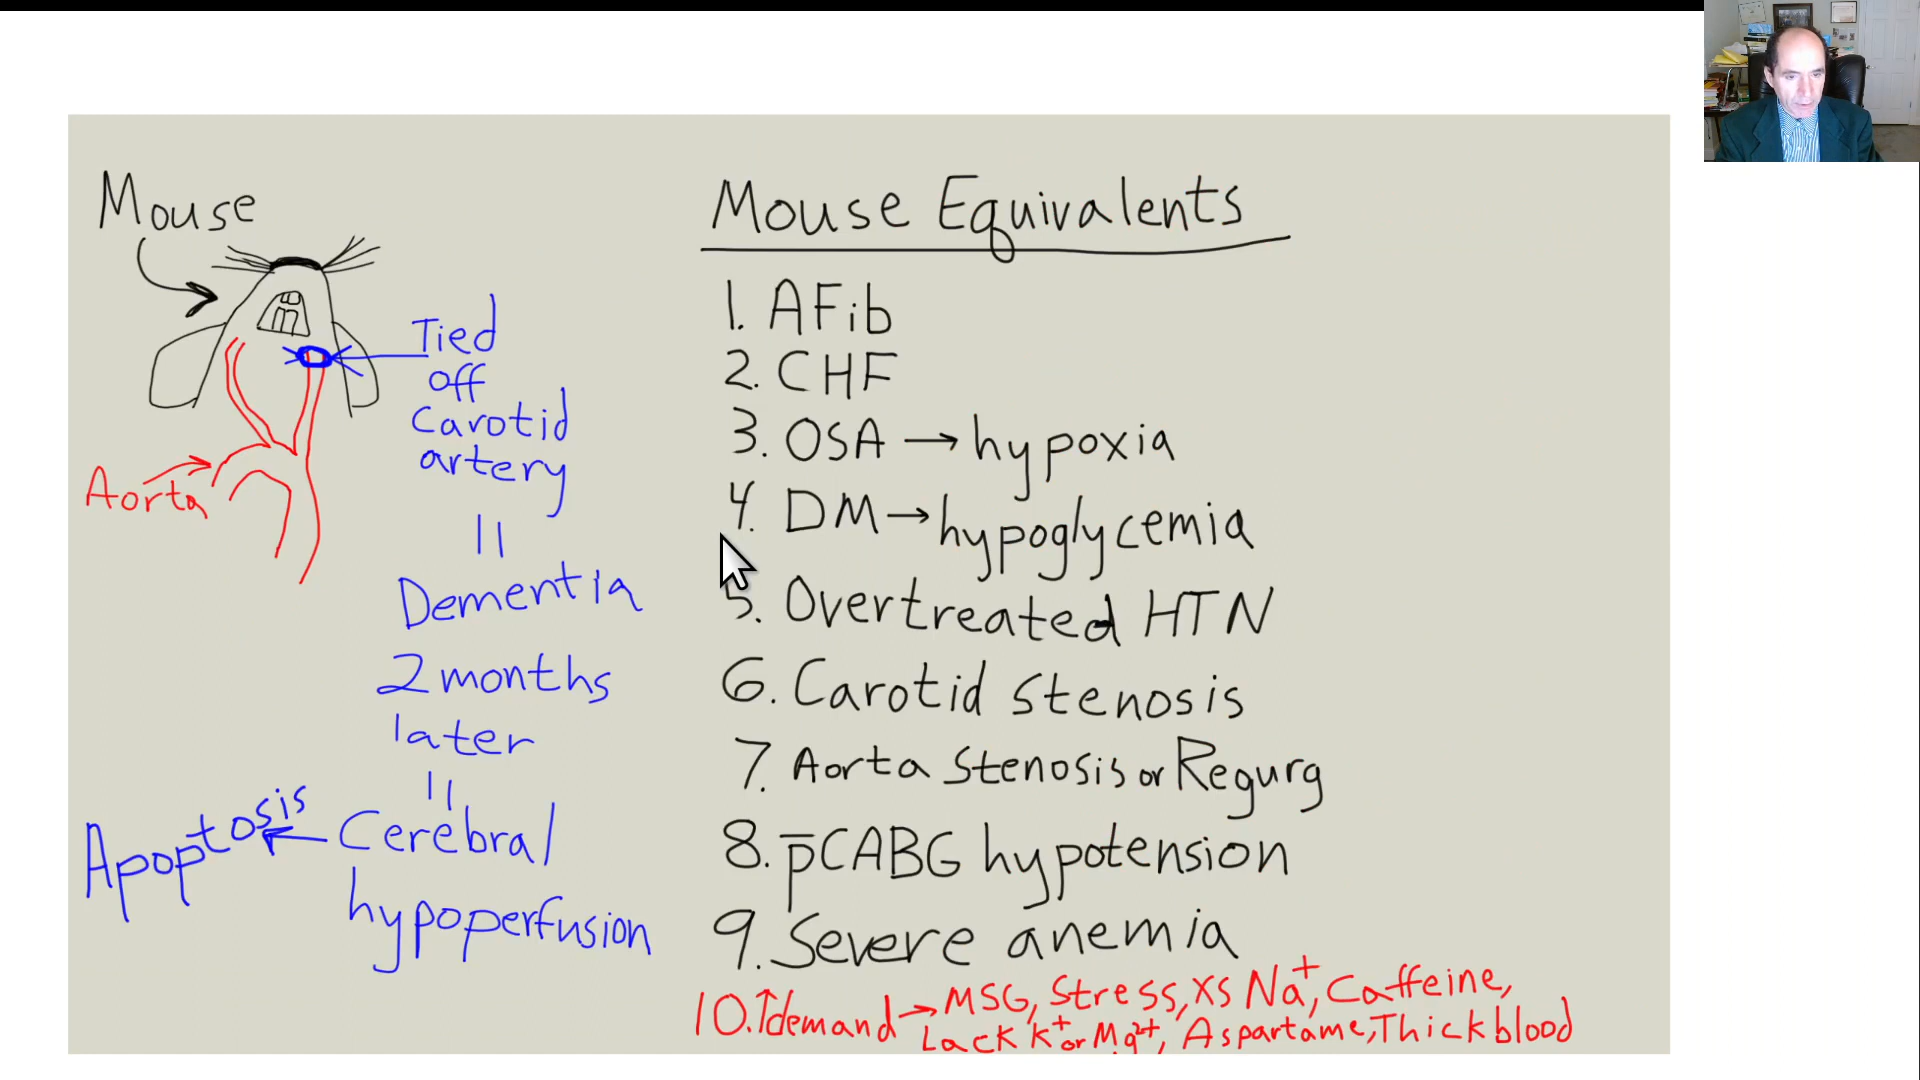 Mouse
Tied
off
Carotid
artery
Aorta
Dementia
2 months
later
Cerebral
hypoperfusion
Apoptosis
Mouse Equivalents
1. AFib
2. CHF
3. OSA → hypoxia
4. DM → hypoglycemia
5. Overtreated HTN
6. Carotid stenosis
7. Aorta Stenosis or Regurg
8. p̄CABG hypotension
9. Severe anemia
10. ↑demand → MSG, Stress, XS Na⁺, Caffeine,
Lack K⁺ or Mg²⁺, Aspartame, Thick blood